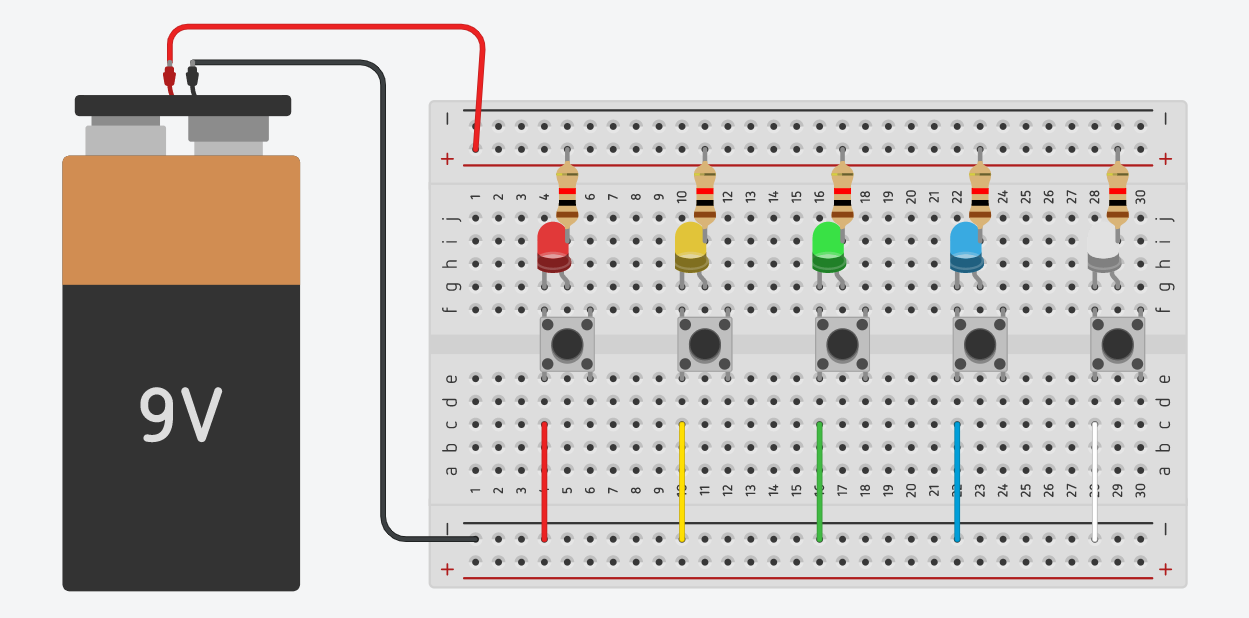 9V
− −
+ +
1 2 3 4 5 6 7 8 9 10 11 12 13 14 15 16 17 18 19 20 21 22 23 24 25 26 27 28 29 30
j j
i i
h h
g g
f f
e e
d d
c c
b b
a a
1 2 3 4 5 6 7 8 9 10 11 12 13 14 15 16 17 18 19 20 21 22 23 24 25 26 27 28 29 30
− −
+ +